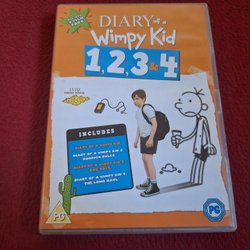 DIARY of a
Wimpy Kid
1,2,3 & 4
INCLUDES
DIARY OF A WIMPY KID
DIARY OF A WIMPY KID 2:
RODRICK RULES
DIARY OF A WIMPY KID 3:
DOG DAYS
DIARY OF A WIMPY KID 4:
THE LONG HAUL
PG
PG